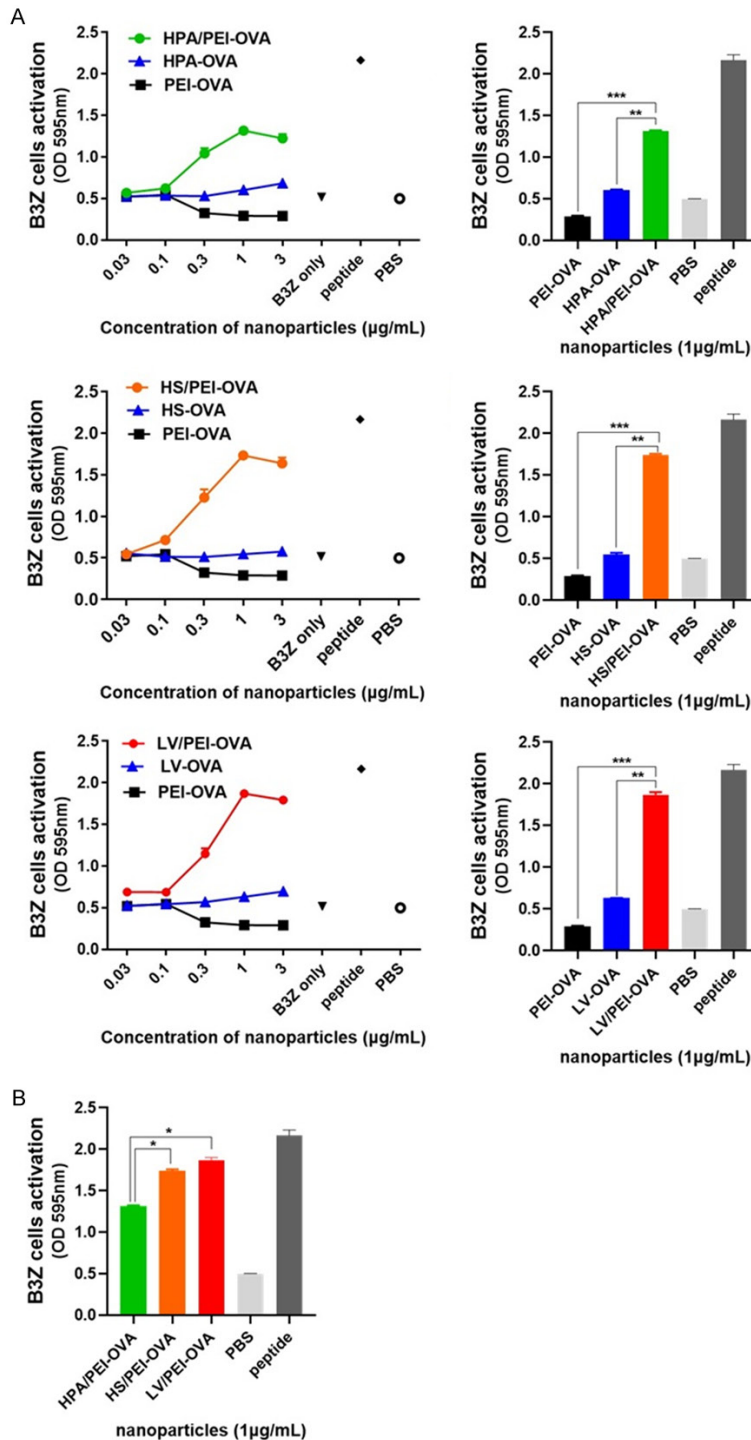 A
B3Z cells activation
(OD 595nm)
2.5
2.0
1.5
1.0
0.5
0.0
HPA/PEI-OVA
HPA-OVA
PEI-OVA
0.03
0.1
0.3
1
3
B3Z only
peptide
PBS
Concentration of nanoparticles (µg/mL)
B3Z cells activation
(OD 595nm)
2.5
2.0
1.5
1.0
0.5
0.0
***
**
PEI-OVA
HPA-OVA
HPA/PEI-OVA
PBS
peptide
nanoparticles (1µg/mL)
B3Z cells activation
(OD 595nm)
2.5
2.0
1.5
1.0
0.5
0.0
HS/PEI-OVA
HS-OVA
PEI-OVA
0.03
0.1
0.3
1
3
B3Z only
peptide
PBS
Concentration of nanoparticles (µg/mL)
B3Z cells activation
(OD 595nm)
2.5
2.0
1.5
1.0
0.5
0.0
***
**
PEI-OVA
HS-OVA
HS/PEI-OVA
PBS
peptide
nanoparticles (1µg/mL)
B3Z cells activation
(OD 595nm)
2.5
2.0
1.5
1.0
0.5
0.0
LV/PEI-OVA
LV-OVA
PEI-OVA
0.03
0.1
0.3
1
3
B3Z only
peptide
PBS
Concentration of nanoparticles (µg/mL)
B3Z cells activation
(OD 595nm)
2.5
2.0
1.5
1.0
0.5
0.0
***
**
PEI-OVA
LV-OVA
LV/PEI-OVA
PBS
peptide
nanoparticles (1µg/mL)
B
B3Z cells activation
(OD 595nm)
2.5
2.0
1.5
1.0
0.5
0.0
*
*
HPA/PEI-OVA
HS/PEI-OVA
LV/PEI-OVA
PBS
peptide
nanoparticles (1µg/mL)